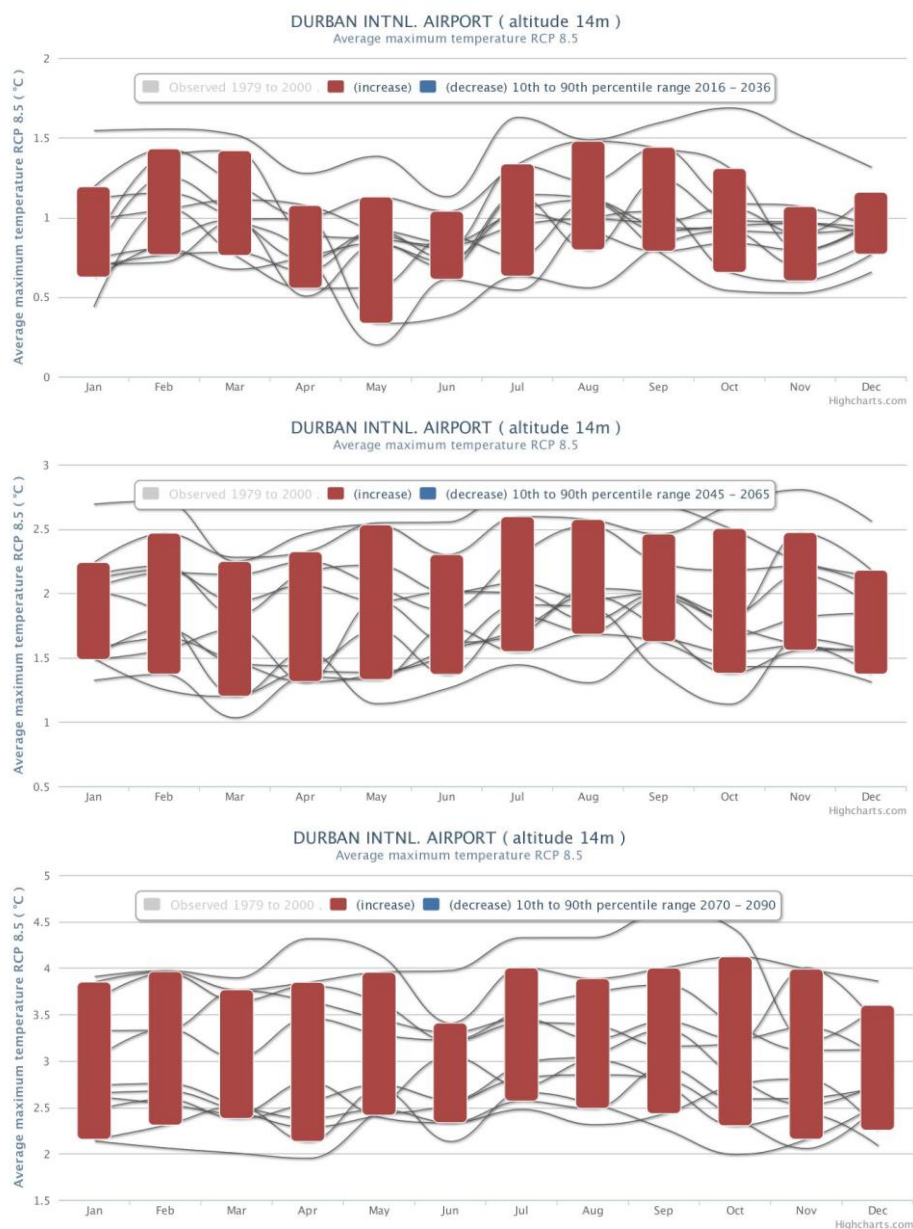 DURBAN INTNL. AIRPORT ( altitude 14m )
Average maximum temperature RCP 8.5
Average maximum temperature RCP 8.5 ( °C)
2
1.5
1
0.5
0
Observed 1979 to 2000 . (increase) (decrease) 10th to 90th percentile range 2016 – 2036
Jan Feb Mar Apr May Jun Jul Aug Sep Oct Nov Dec
Highcharts.com
DURBAN INTNL. AIRPORT ( altitude 14m )
Average maximum temperature RCP 8.5
Average maximum temperature RCP 8.5 ( °C)
3
2.5
2
1.5
1
0.5
Observed 1979 to 2000 . (increase) (decrease) 10th to 90th percentile range 2045 – 2065
Jan Feb Mar Apr May Jun Jul Aug Sep Oct Nov Dec
Highcharts.com
DURBAN INTNL. AIRPORT ( altitude 14m )
Average maximum temperature RCP 8.5
Average maximum temperature RCP 8.5 ( °C)
5
4.5
4
3.5
3
2.5
2
1.5
Observed 1979 to 2000 . (increase) (decrease) 10th to 90th percentile range 2070 – 2090
Jan Feb Mar Apr May Jun Jul Aug Sep Oct Nov Dec
Highcharts.com